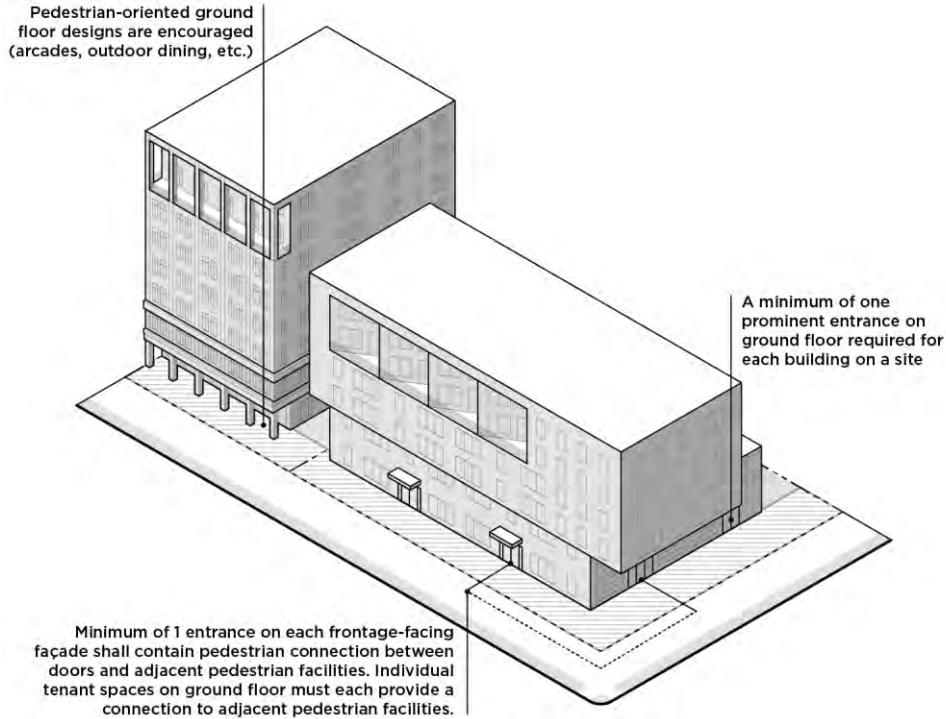 Pedestrian-oriented ground
floor designs are encouraged
(arcades, outdoor dining, etc.)
A minimum of one
prominent entrance on
ground floor required for
each building on a site
Minimum of 1 entrance on each frontage-facing
façade shall contain pedestrian connection between
doors and adjacent pedestrian facilities. Individual
tenant spaces on ground floor must each provide a
connection to adjacent pedestrian facilities.